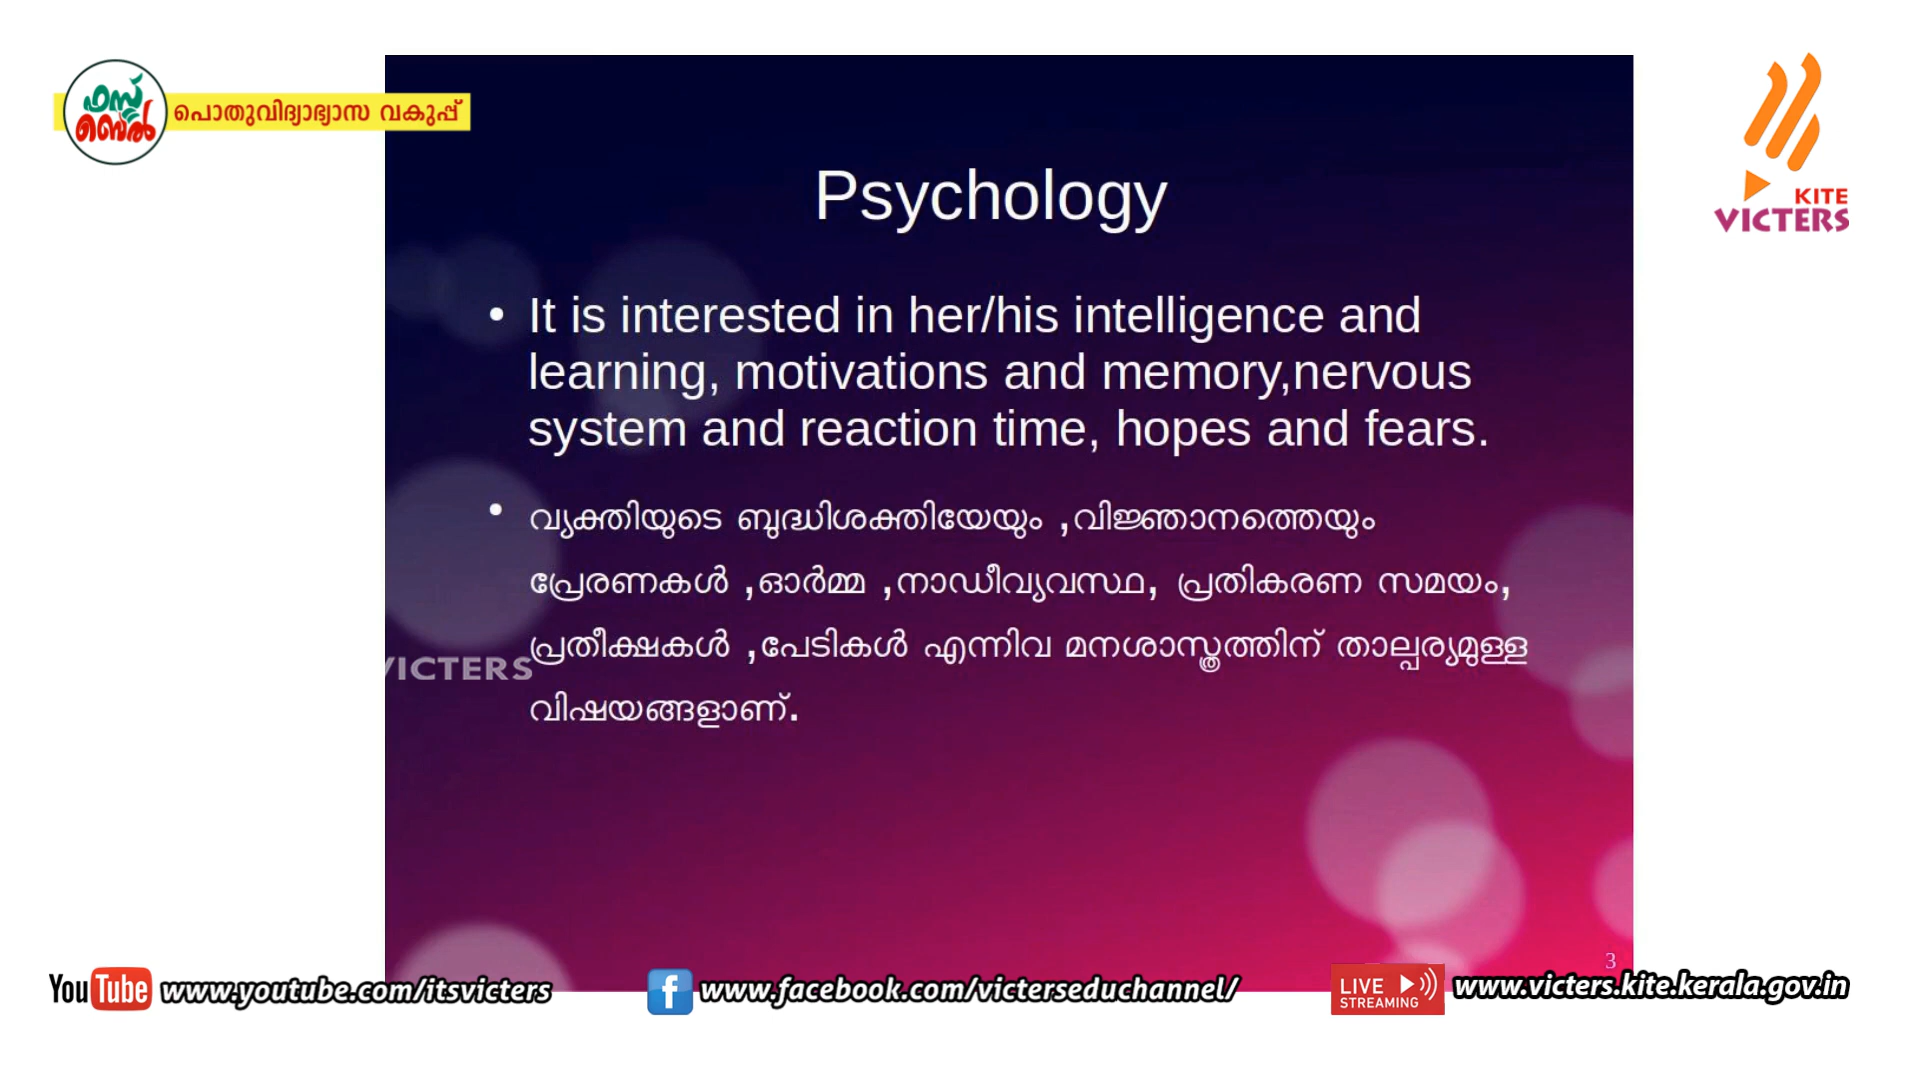 ഫസ്റ്റ്
ബെൽ
പൊതുവിദ്യാഭ്യാസ വകുപ്പ്
KITE
VICTERS
Psychology
• It is interested in her/his intelligence and
learning, motivations and memory,nervous
system and reaction time, hopes and fears.
• വ്യക്തിയുടെ ബുദ്ധിശക്തിയേയും ,വിജ്ഞാനത്തെയും
പ്രേരണകൾ ,ഓർമ്മ ,നാഡീവ്യവസ്ഥ, പ്രതികരണ സമയം,
പ്രതീക്ഷകൾ ,പേടികൾ എന്നിവ മനശാസ്ത്രത്തിന് താല്പര്യമുള്ള
വിഷയങ്ങളാണ്.
VICTERS
3
YouTube www.youtube.com/itsvicters
f www.facebook.com/victerseduchannel/
LIVE
STREAMING
www.victers.kite.kerala.gov.in